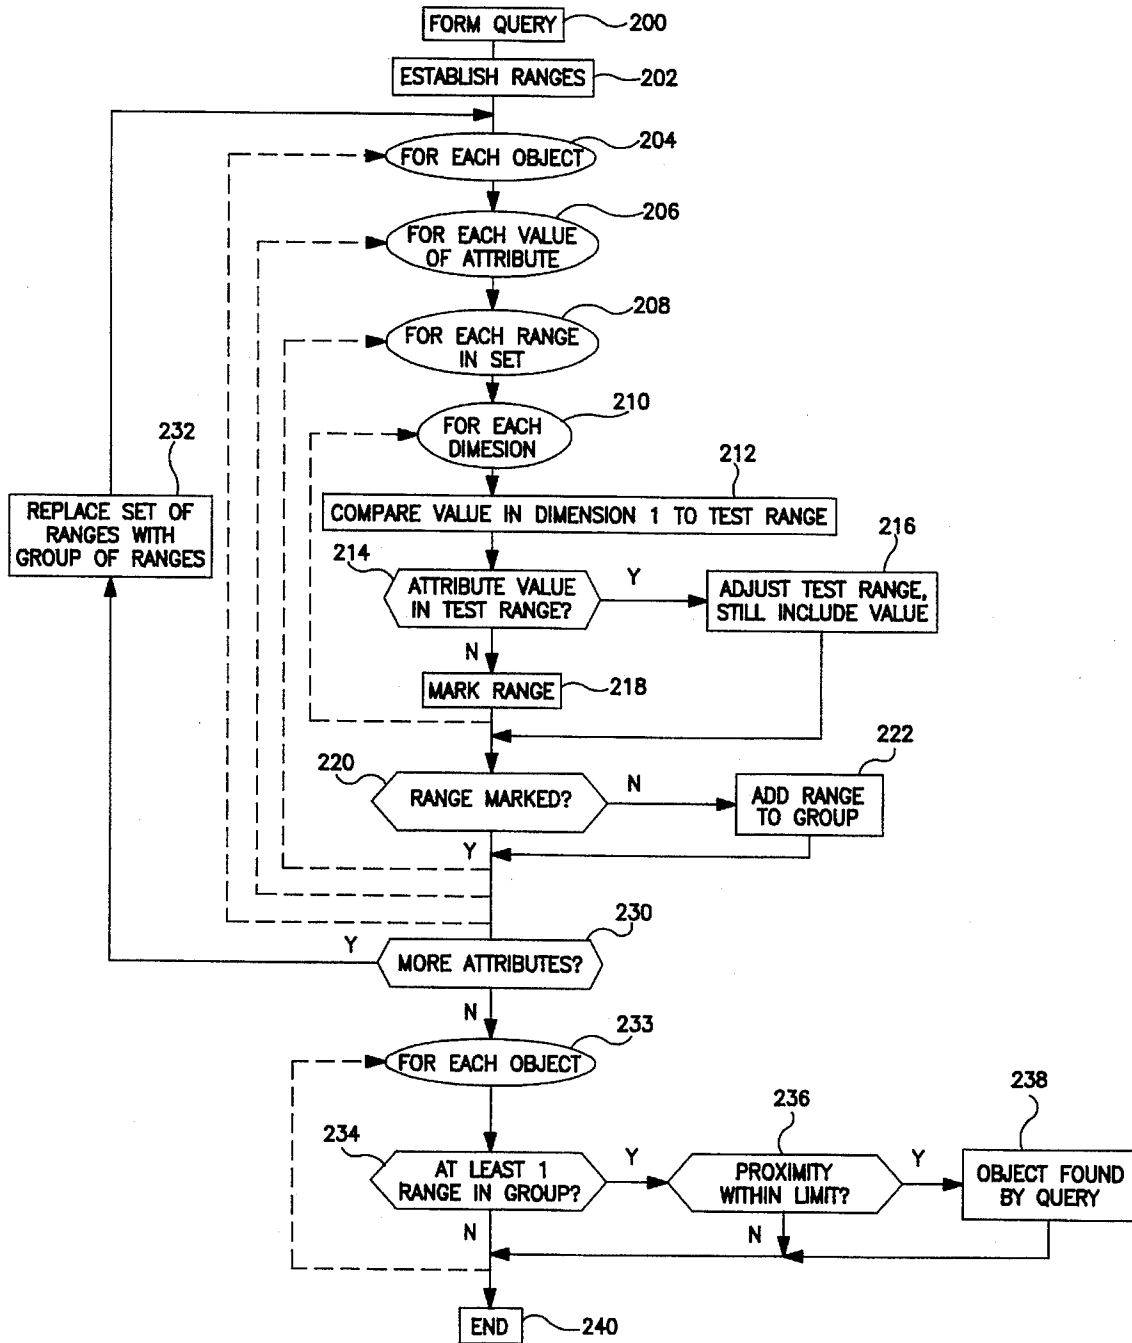 FORM QUERY
200
ESTABLISH RANGES
202
FOR EACH OBJECT
204
206
FOR EACH VALUE
OF ATTRIBUTE
208
FOR EACH RANGE
IN SET
210
FOR EACH
DIMESION
232
REPLACE SET OF
RANGES WITH
GROUP OF RANGES
212
COMPARE VALUE IN DIMENSION 1 TO TEST RANGE
214
ATTRIBUTE VALUE
IN TEST RANGE?
Y
216
ADJUST TEST RANGE,
STILL INCLUDE VALUE
N
MARK RANGE
218
220
RANGE MARKED?
N
222
ADD RANGE
TO GROUP
Y
230
Y
MORE ATTRIBUTES?
N
233
FOR EACH OBJECT
234
AT LEAST 1
RANGE IN GROUP?
Y
236
PROXIMITY
WITHIN LIMIT?
Y
238
OBJECT FOUND
BY QUERY
N
N
END
240